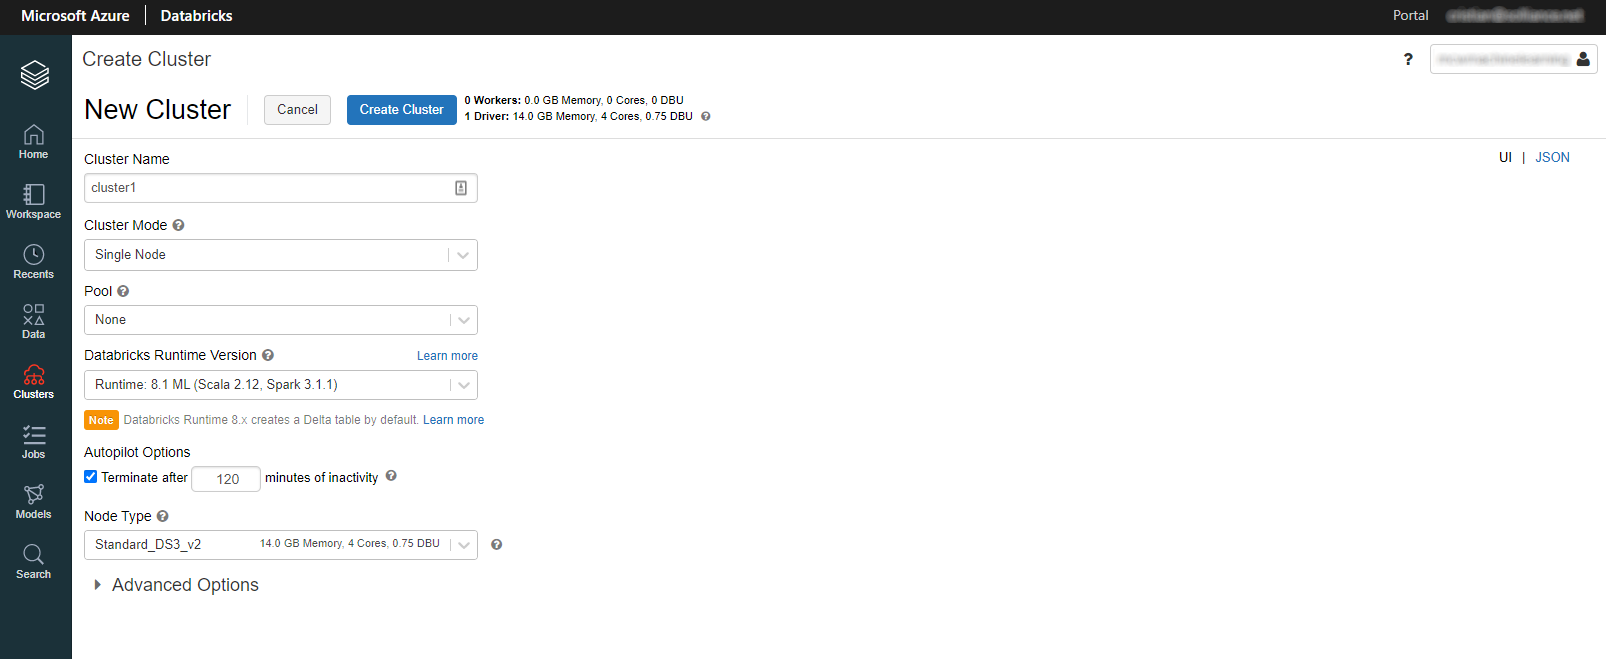 Microsoft Azure | Databricks
Portal
Create Cluster
?
New Cluster
Cancel
Create Cluster
0 Workers: 0.0 GB Memory, 0 Cores, 0 DBU
1 Driver: 14.0 GB Memory, 4 Cores, 0.75 DBU ?
UI | JSON
Home
Workspace
Recents
Data
Clusters
Jobs
Models
Search
Cluster Name
cluster1
Cluster Mode ?
Single Node
Pool ?
None
Databricks Runtime Version ? Learn more
Runtime: 8.1 ML (Scala 2.12, Spark 3.1.1)
Note Databricks Runtime 8.x creates a Delta table by default. Learn more
Autopilot Options
Terminate after 120 minutes of inactivity ?
Node Type ?
Standard_DS3_v2 14.0 GB Memory, 4 Cores, 0.75 DBU ?
Advanced Options